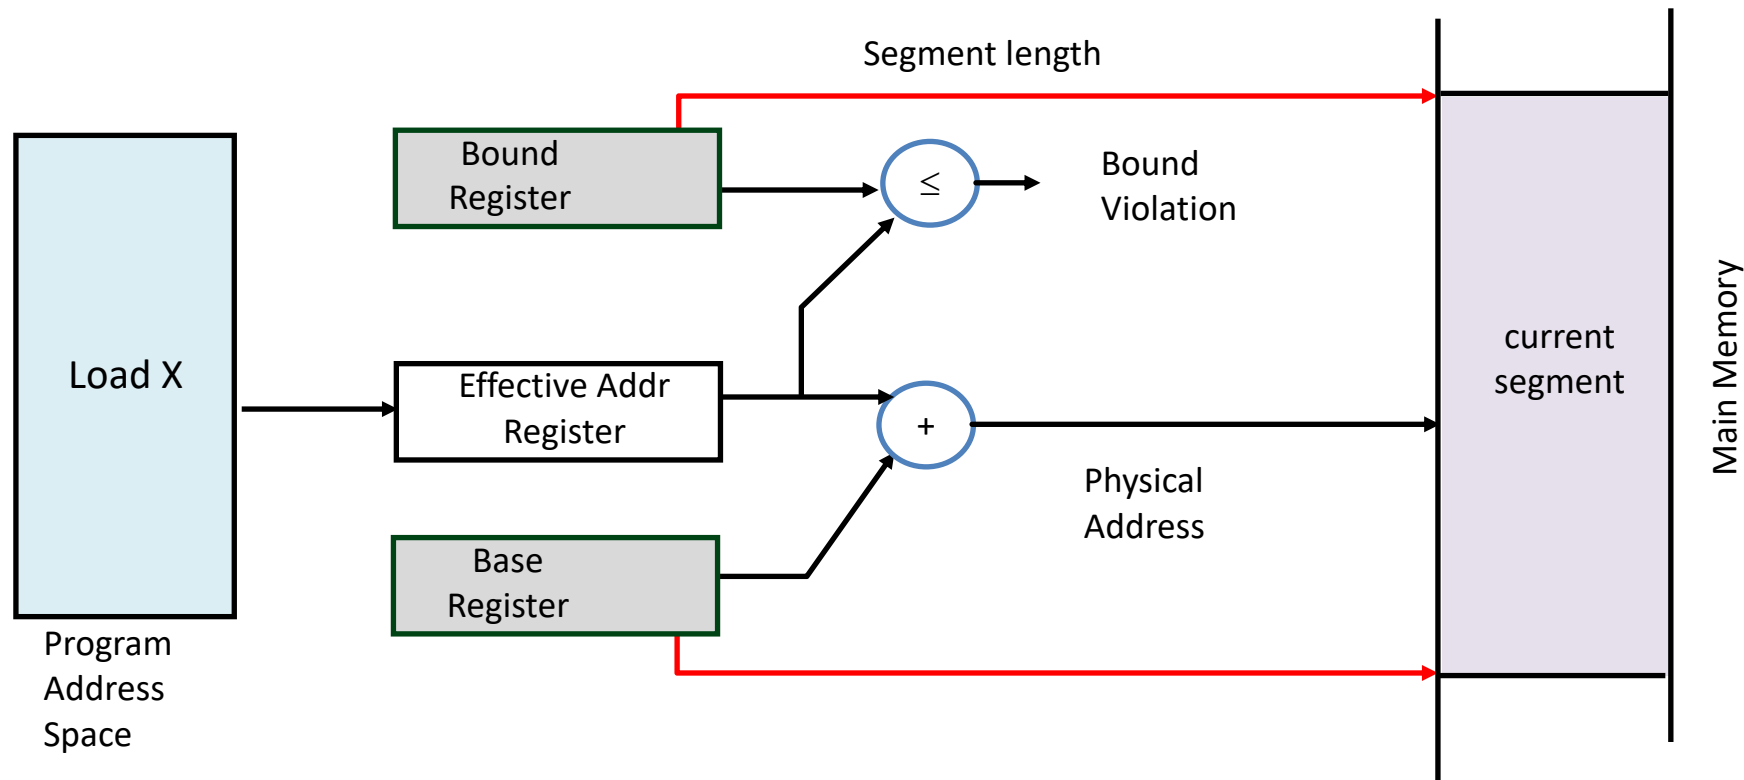 Segment length
Bound
Register
≤
Bound
Violation
Load X
Effective Addr
Register
+
Physical
Address
Base
Register
Program
Address
Space
current
segment
Main Memory